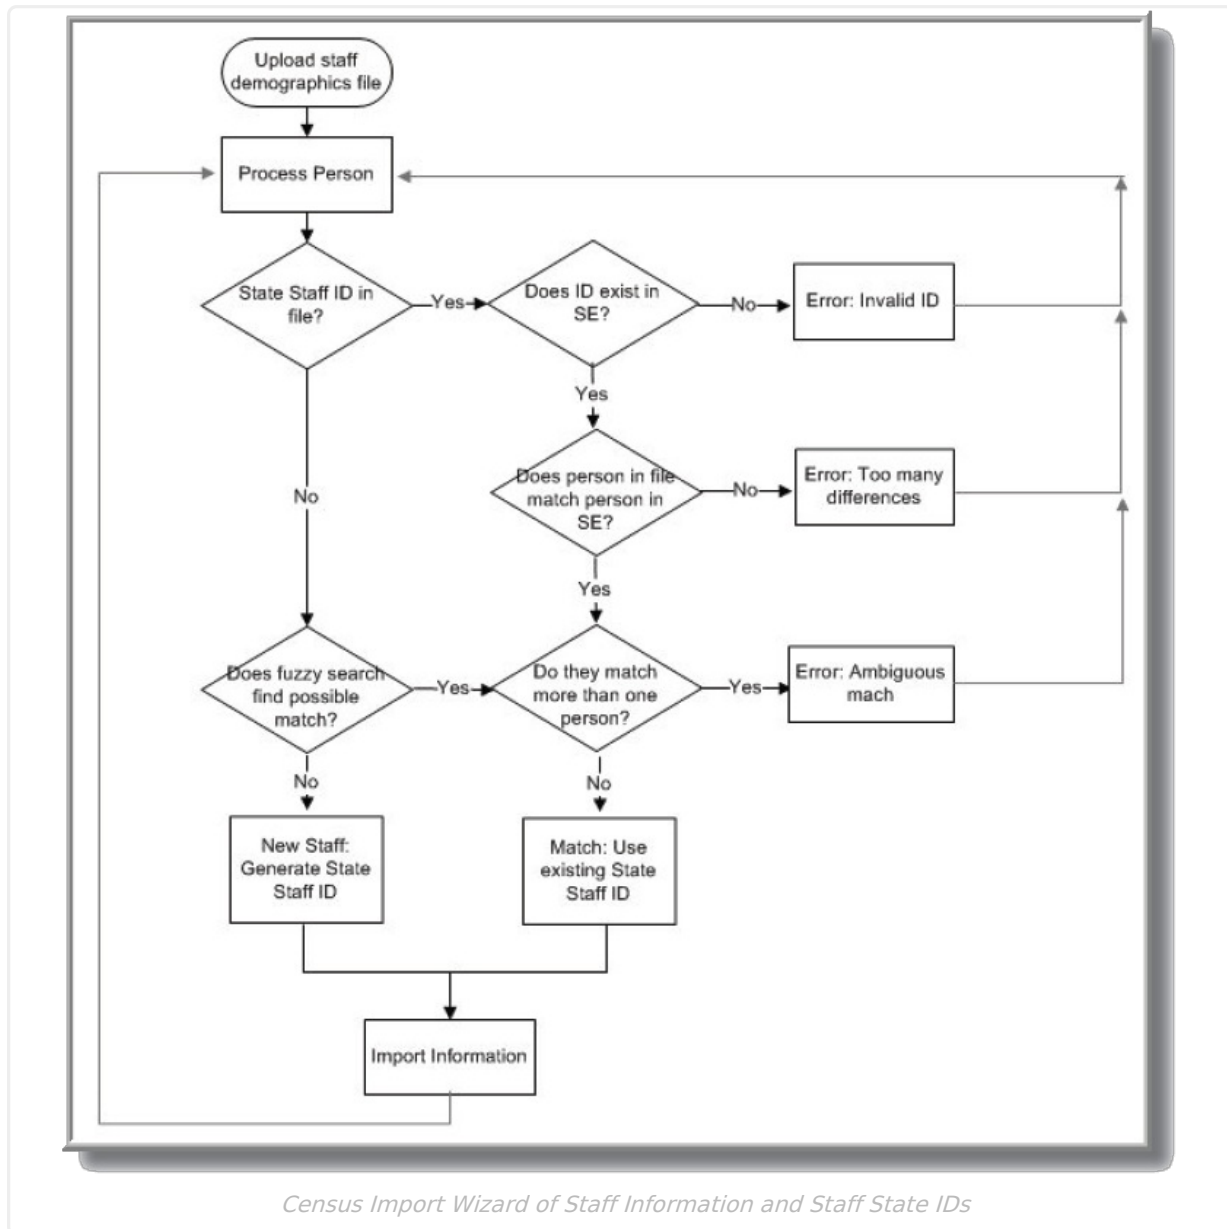 Upload staff
demographics file
Process Person
State Staff ID in
file?
Yes
Does ID exist in
SE?
No
Error: Invalid ID
Yes
No
Does person in file
match person in
SE?
No
Error: Too many
differences
Yes
Does fuzzy search
find possible
match?
Yes
Do they match
more than one
person?
Yes
Error: Ambiguous
mach
No
No
New Staff:
Generate State
Staff ID
Match: Use
existing State
Staff ID
Import Information
Census Import Wizard of Staff Information and Staff State IDs